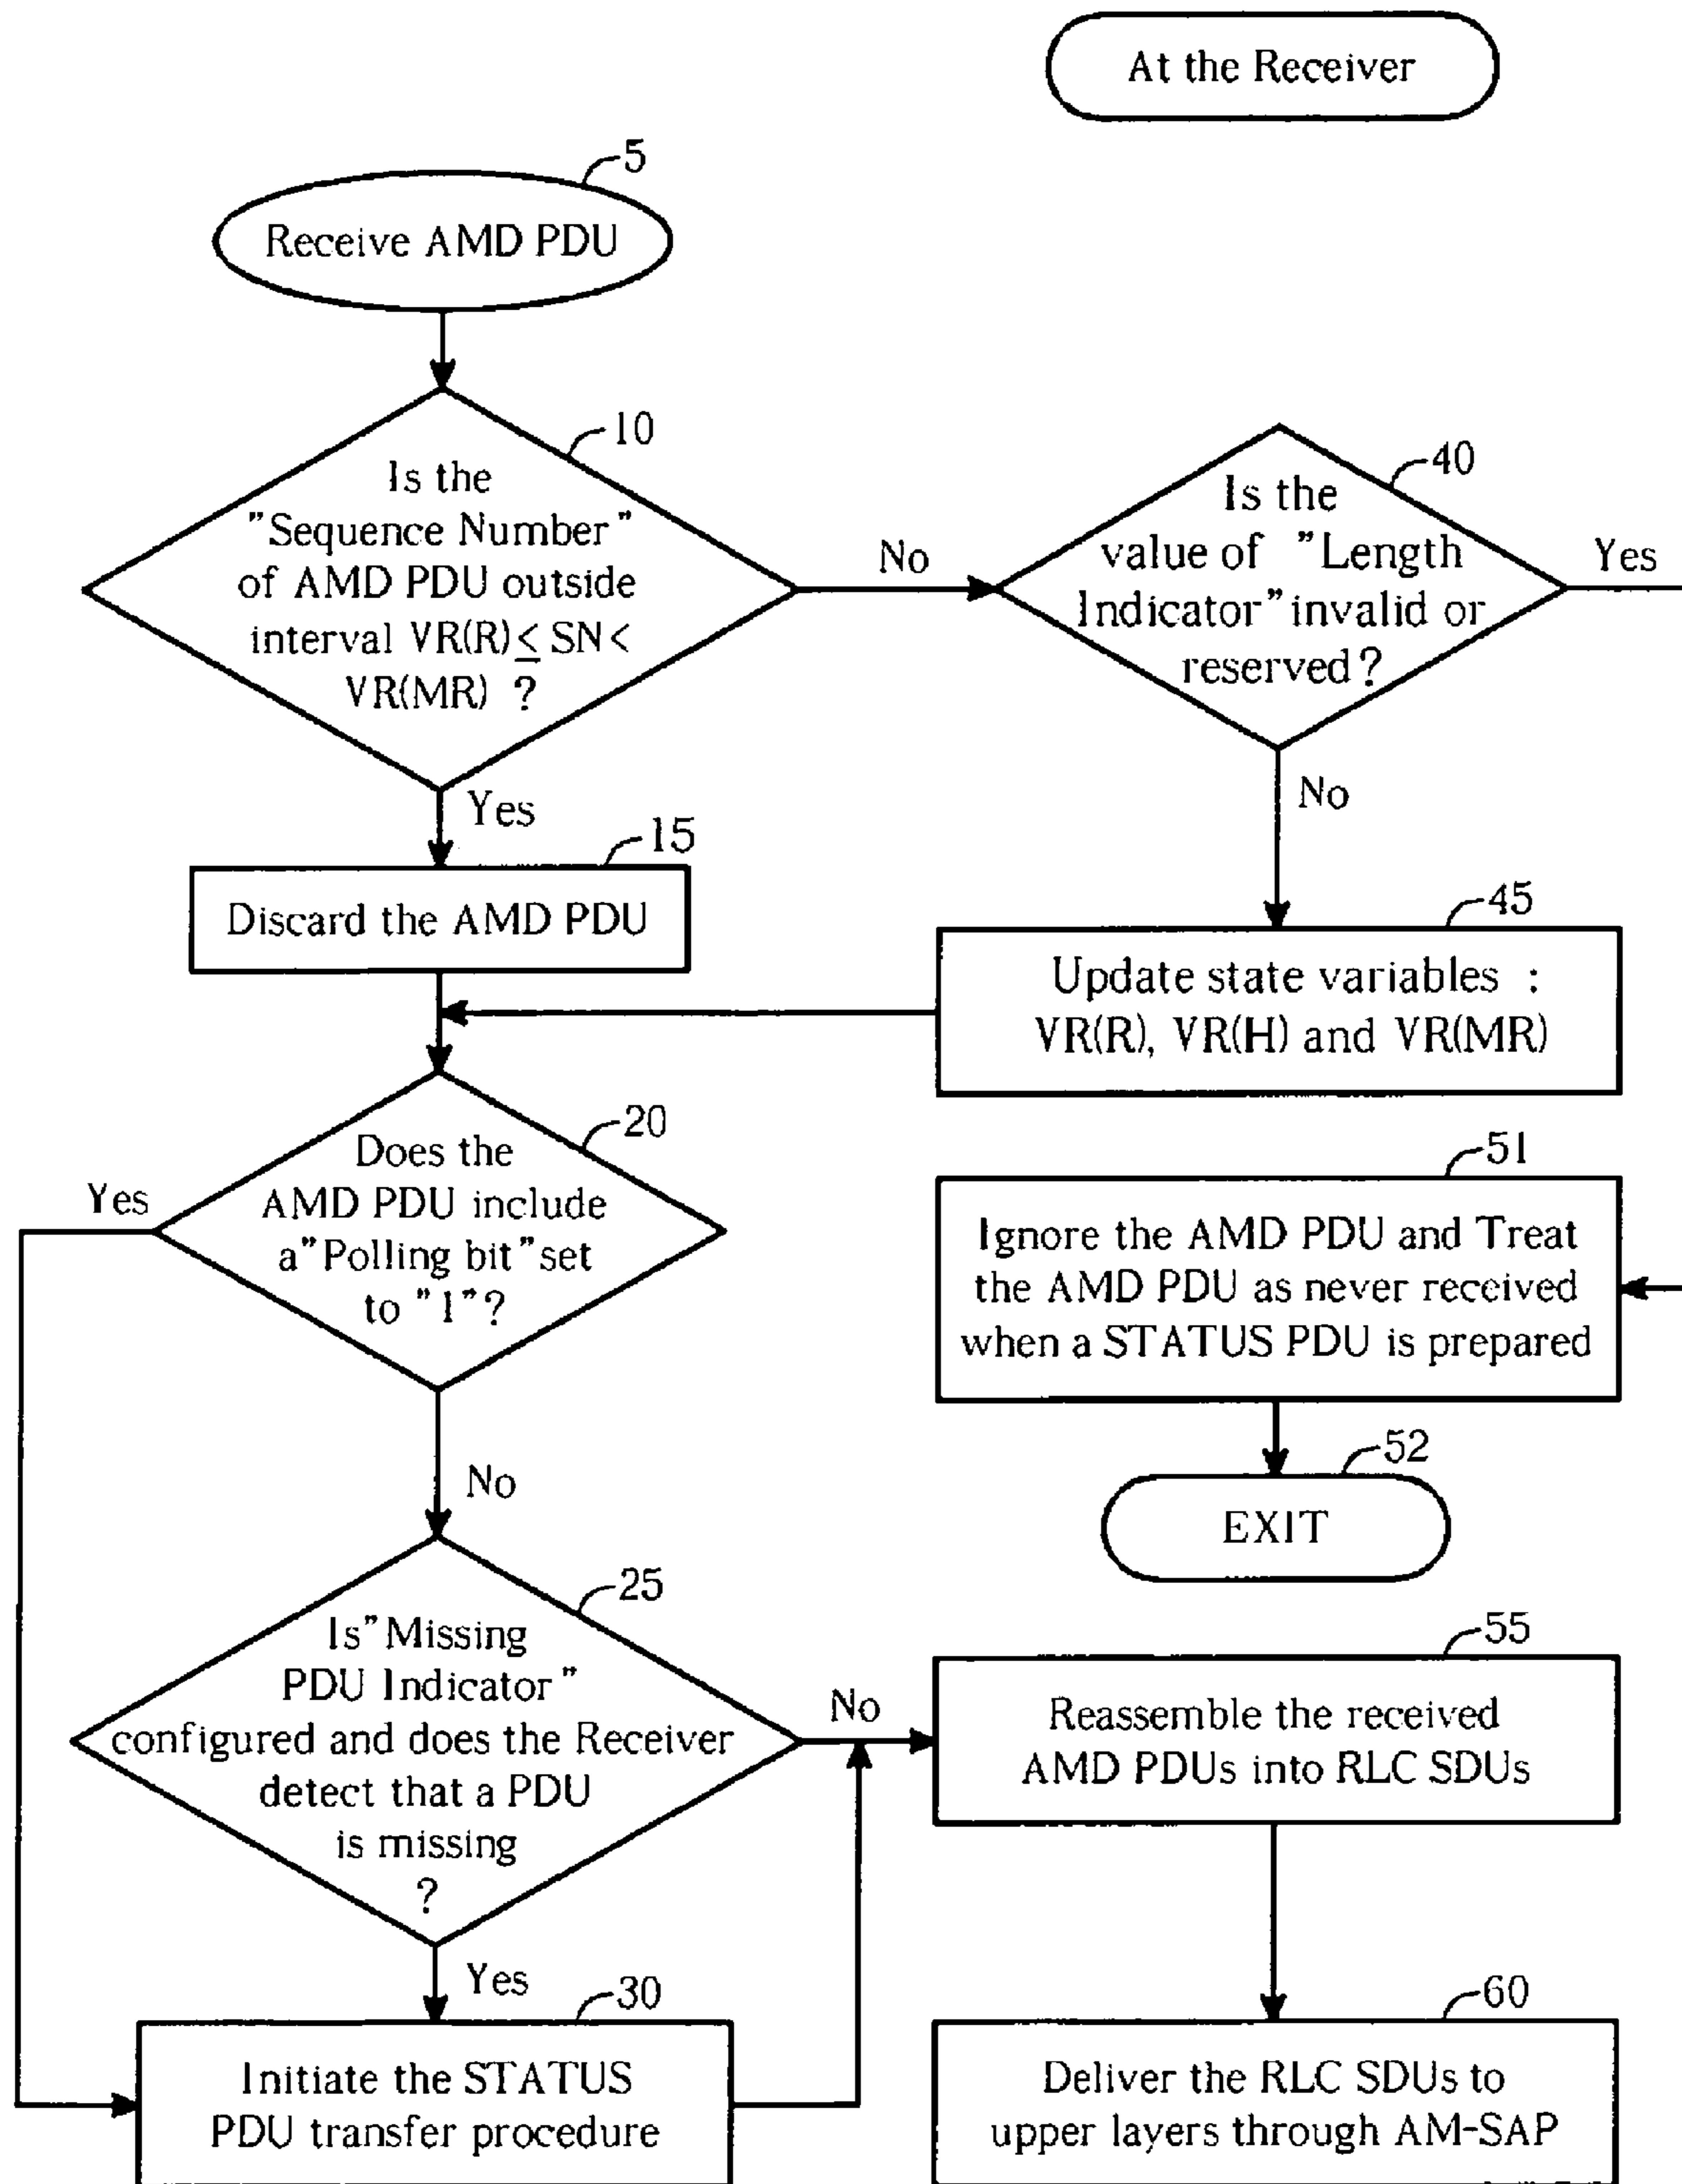 At the Receiver
5
Receive AMD PDU
10
Is the
"Sequence Number"
of AMD PDU outside
interval VR(R)≤ SN<
VR(MR) ?
No
Yes
40
Is the
value of "Length
Indicator" invalid or
reserved?
Yes
No
15
Discard the AMD PDU
45
Update state variables :
VR(R), VR(H) and VR(MR)
20
Does the
AMD PDU include
a"Polling bit"set
to "1"?
Yes
No
51
Ignore the AMD PDU and Treat
the AMD PDU as never received
when a STATUS PDU is prepared
52
EXIT
25
Is"Missing
PDU Indicator"
configured and does the Receiver
detect that a PDU
is missing
?
No
Yes
55
Reassemble the received
AMD PDUs into RLC SDUs
30
Initiate the STATUS
PDU transfer procedure
60
Deliver the RLC SDUs to
upper layers through AM-SAP